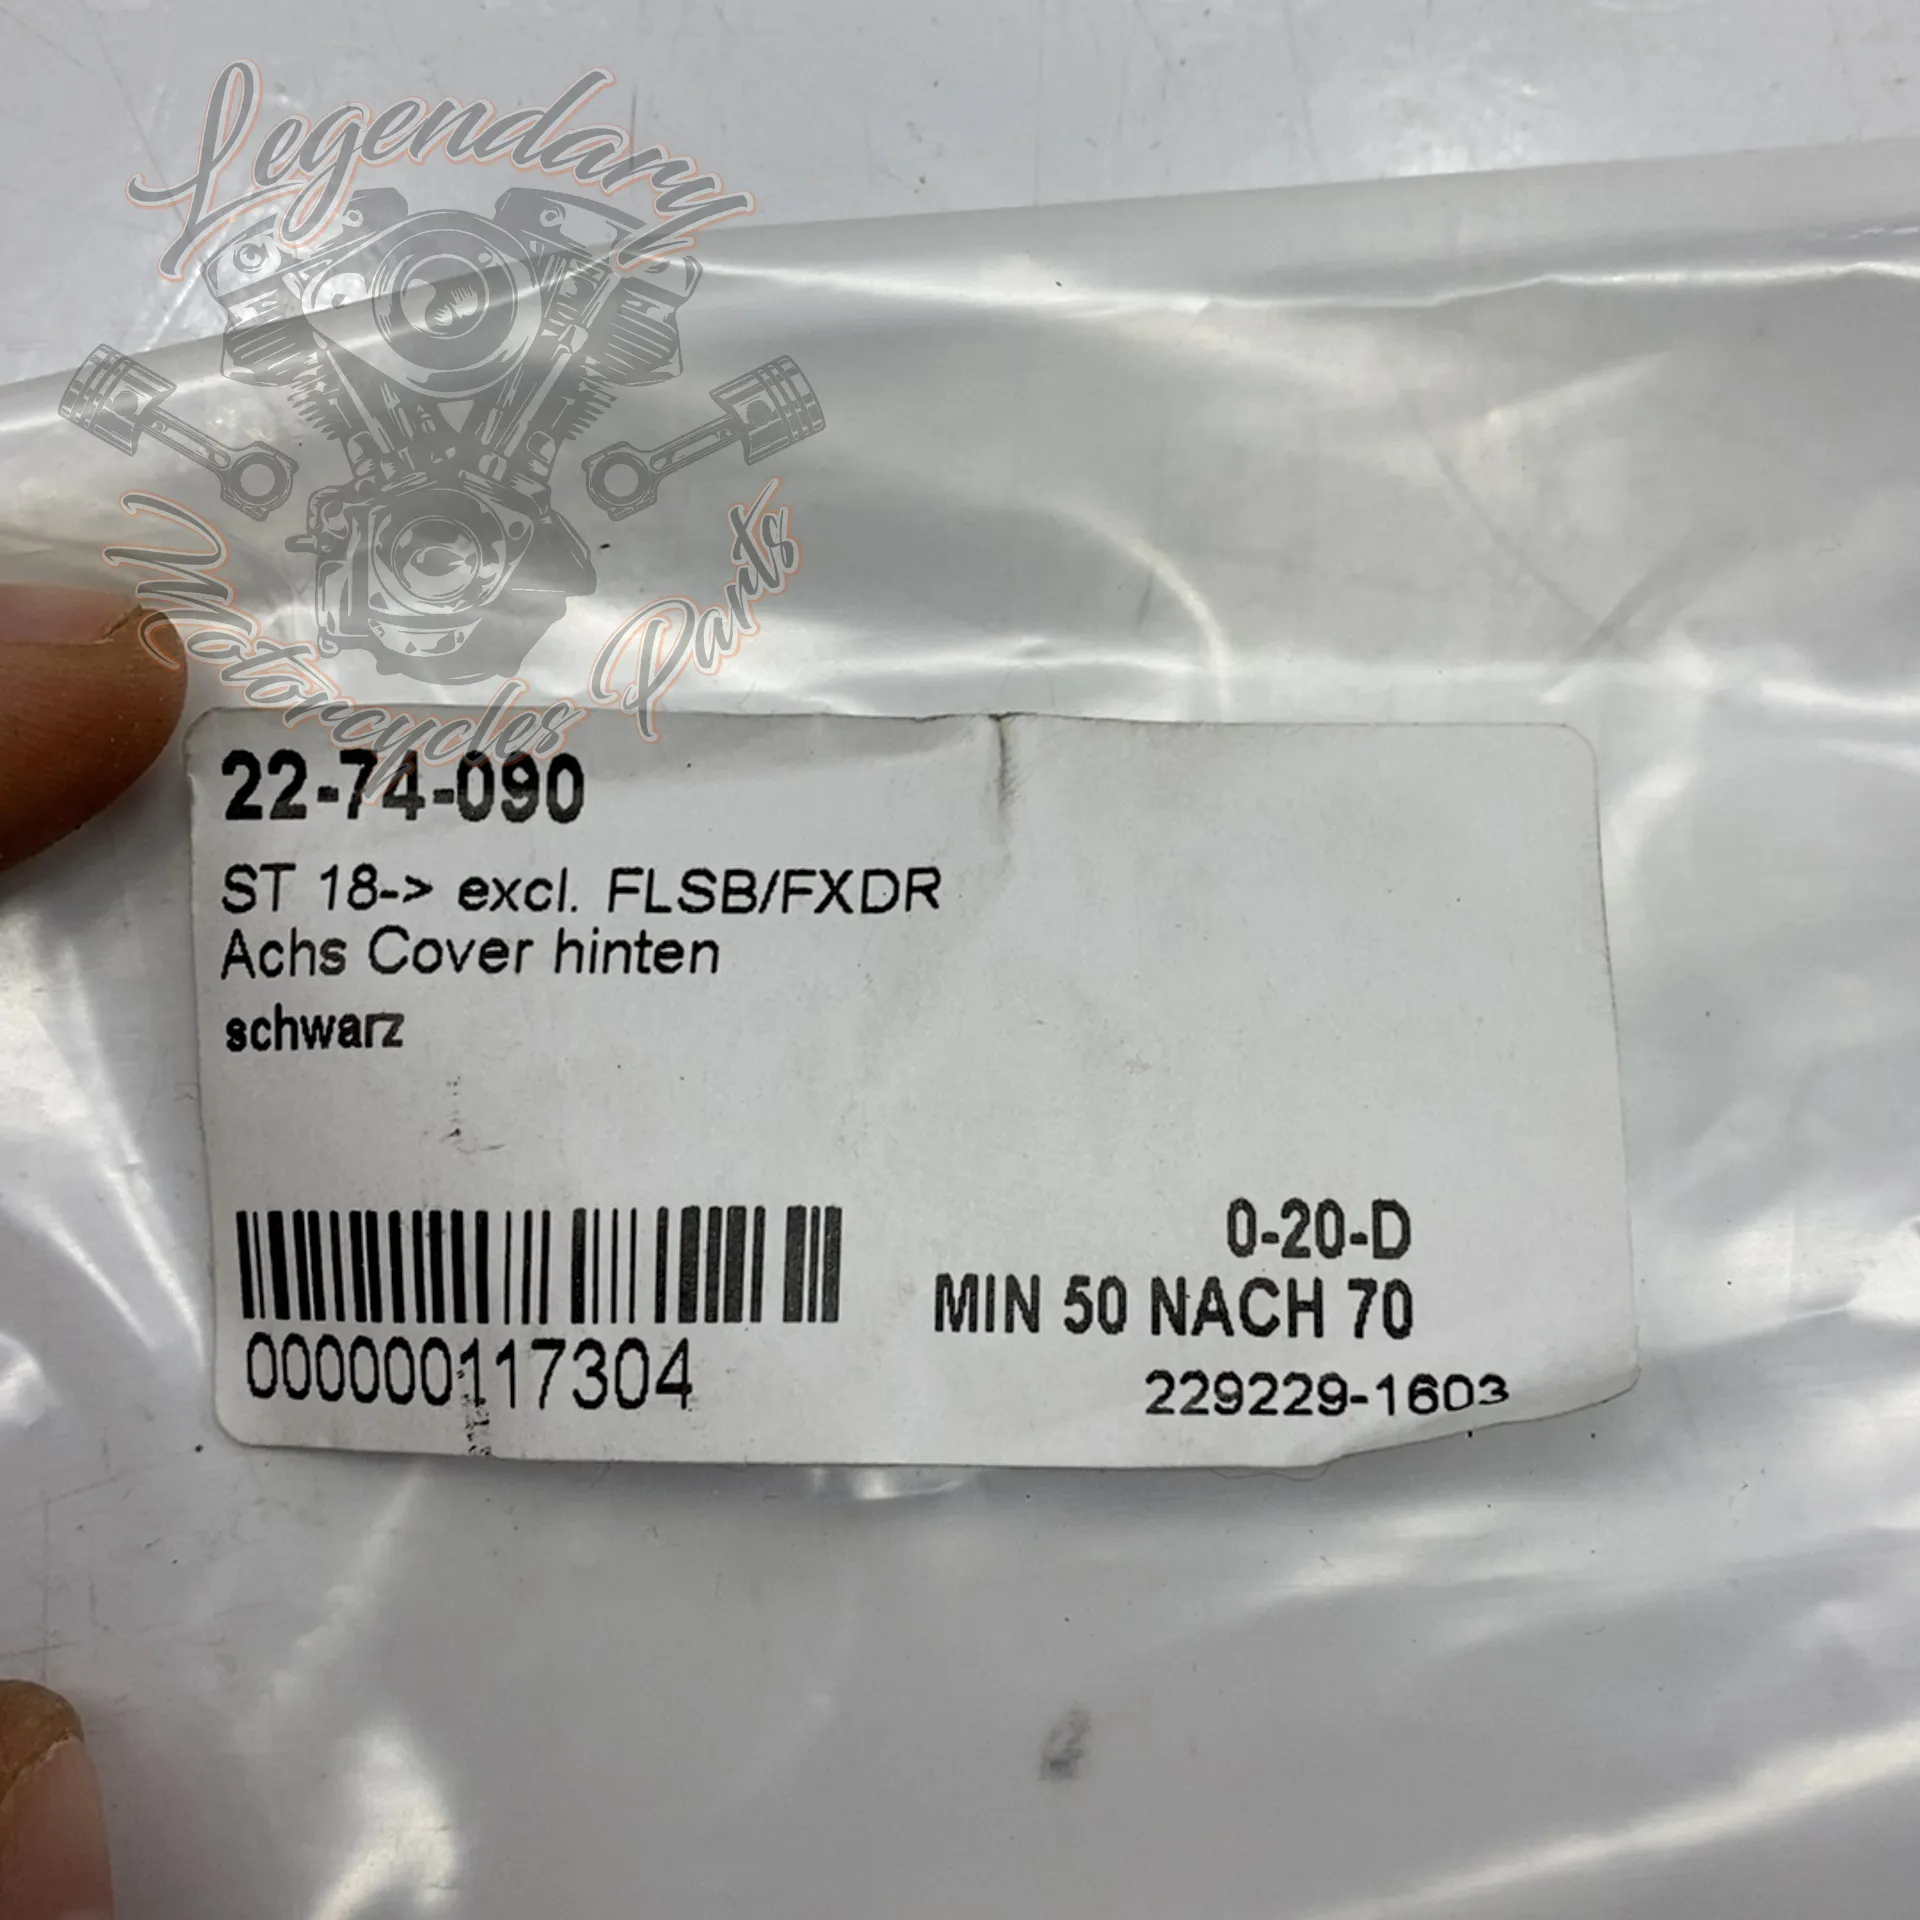 Legendary
Motorcycles Parts
22-74-090
ST 18-> excl. FLSB/FXDR
Achs Cover hinten
schwarz
0-20-D
MIN 50 NACH 70
000000117304
229229-1603